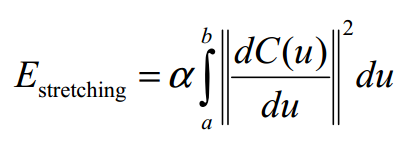 E_stretching = α∫_a^b ‖dC(u)/du‖² du